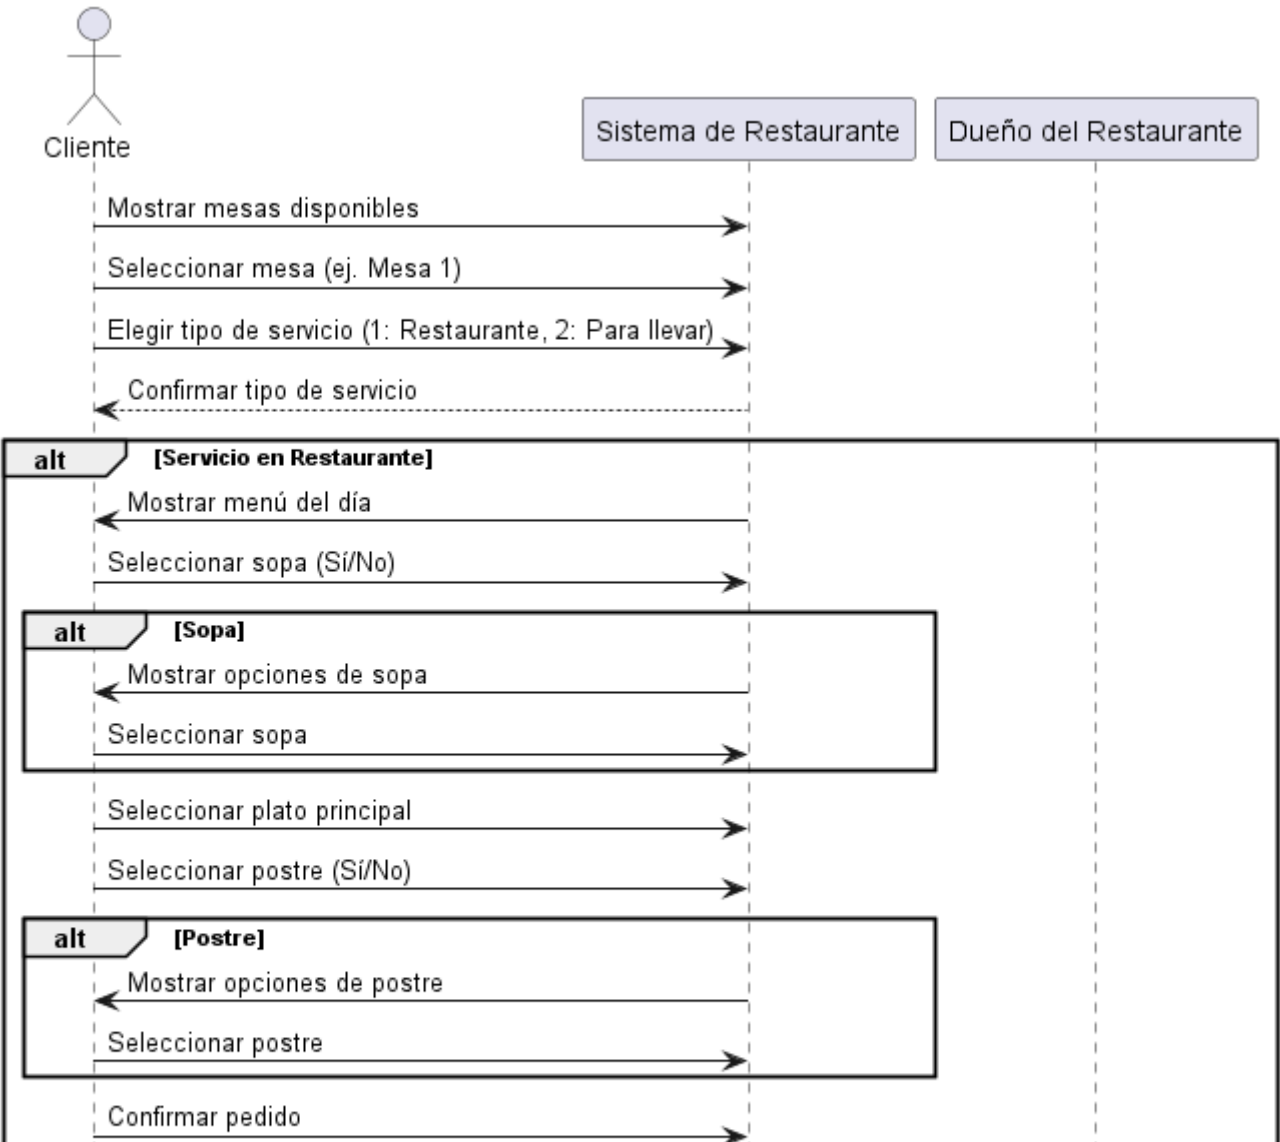 Cliente
Sistema de Restaurante
Dueño del Restaurante
Mostrar mesas disponibles
Seleccionar mesa (ej. Mesa 1)
Elegir tipo de servicio (1: Restaurante, 2: Para llevar)
Confirmar tipo de servicio
alt [Servicio en Restaurante]
Mostrar menú del día
Seleccionar sopa (Sí/No)
alt [Sopa]
Mostrar opciones de sopa
Seleccionar sopa
Seleccionar plato principal
Seleccionar postre (Sí/No)
alt [Postre]
Mostrar opciones de postre
Seleccionar postre
Confirmar pedido